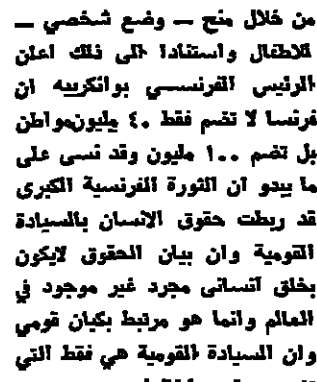 من خلال منح — وضع شخصي —
للاطفال واستنادا الى ذلك اعلن
الرئيس الفرنسي بوانكريه ان
فرنسا لا تضم فقط ٤٠ مليون مواطن
بل تضم ١٠٠ مليون وقد نسى على
ما يبدو ان الثورة الفرنسية الكبرى
قد ربطت حقوق الانسان بالسيادة
القومية وان بيان الحقوق لايكون
بخلق انسانى مجرد غير موجود في
العالم وانما هو مرتبط بكيان قومي
وان السيادة القومية هي فقط التي